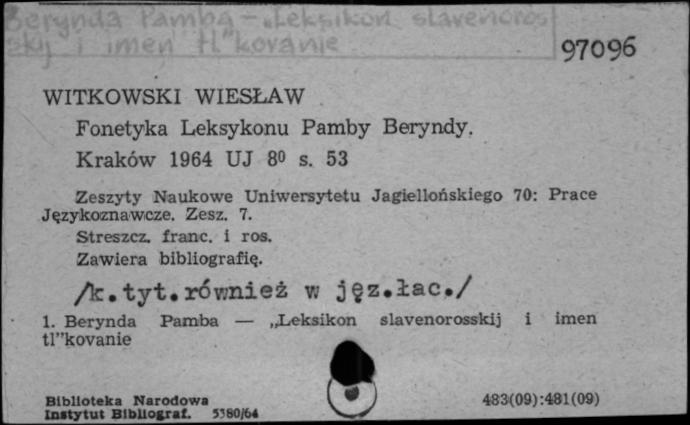 Berynda Pamba – „Leksikon slavenoros
skij i imen tl"kovanie
97096
WITKOWSKI WIESŁAW
Fonetyka Leksykonu Pamby Beryndy.
Kraków 1964 UJ 8⁰ s. 53
Zeszyty Naukowe Uniwersytetu Jagiellońskiego 70: Prace
Językoznawcze. Zesz. 7.
Streszcz. franc. i ros.
Zawiera bibliografię.
/k.tyt.również w jęz.łac./
1. Berynda Pamba — „Leksikon slavenorosskij i imen
tl”kovanie
Biblioteka Narodowa
Instytut Bibliograf. 5380/64
483(09):481(09)